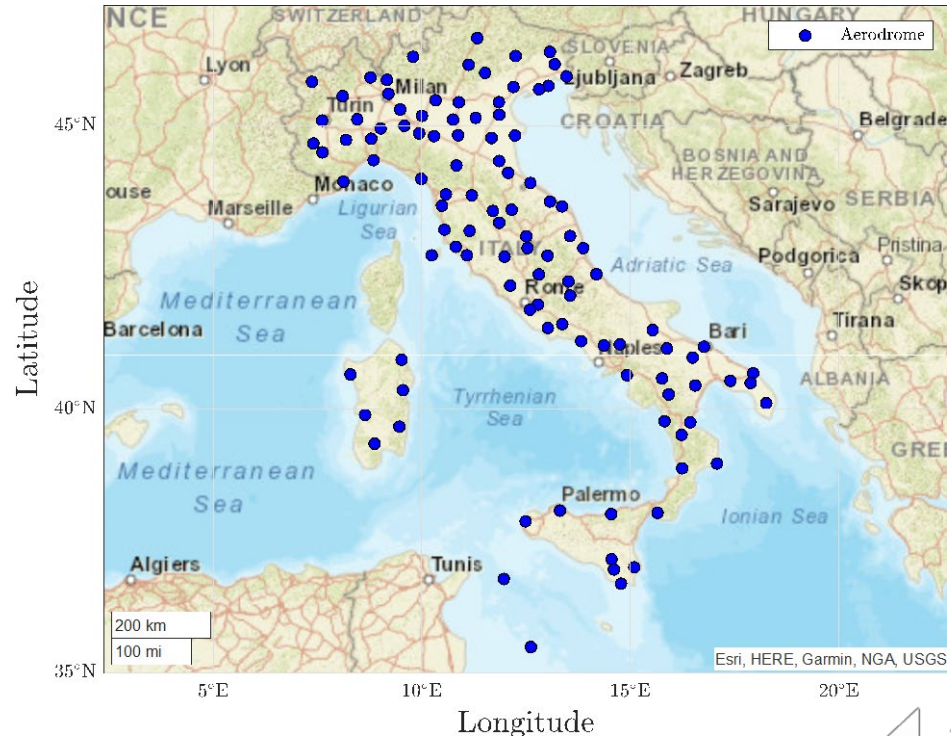 NCE
SWITZERLAND
HUNGARY
Aerodrome
SLOVENIA
Lyon
Ljubljana
Zagreb
Milan
Turin
45°N
CROATIA
Belgrade
BOSNIA AND
HERZEGOVINA
ouse
Monaco
SERBIA
Marseille
Ligurian
Sea
Sarajevo
ITALY
Podgorica
Pristina
Adriatic Sea
Skop
Rome
Mediterranean
Sea
Barcelona
Bari
Tirana
Naples
ALBANIA
Latitude
40°N
Tyrrhenian
Sea
GREE
Mediterranean
Sea
Palermo
Ionian Sea
Algiers
Tunis
200 km
100 mi
Esri, HERE, Garmin, NGA, USGS
35°N
5°E
10°E
15°E
20°E
Longitude